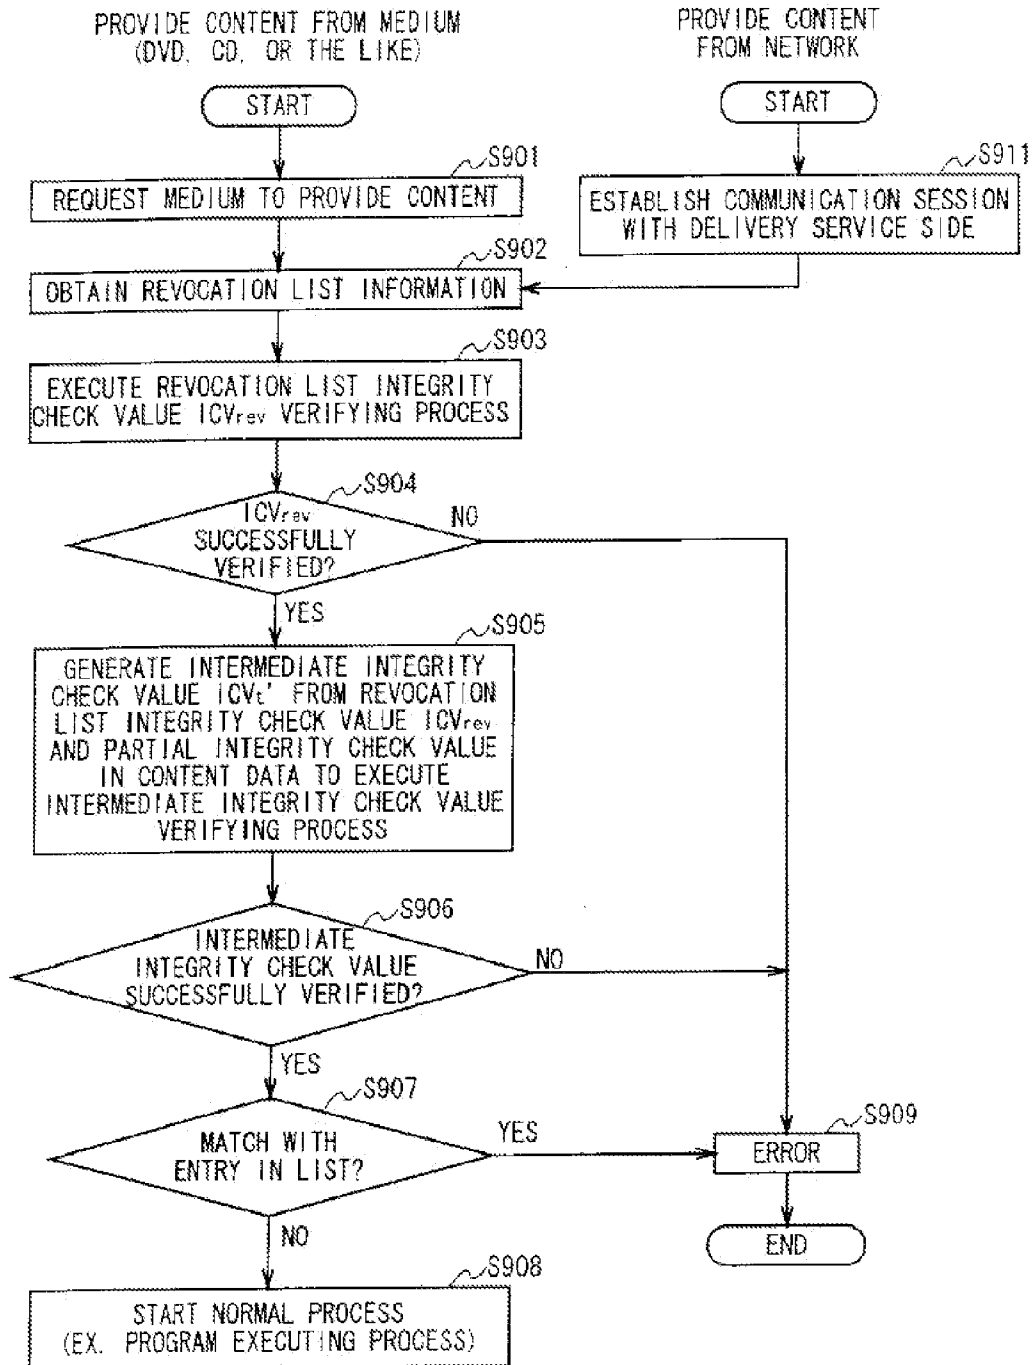 PROVIDE CONTENT FROM MEDIUM
(DVD, CD, OR THE LIKE)
PROVIDE CONTENT
FROM NETWORK
START
START
S901
REQUEST MEDIUM TO PROVIDE CONTENT
S911
ESTABLISH COMMUNICATION SESSION
WITH DELIVERY SERVICE SIDE
S902
OBTAIN REVOCATION LIST INFORMATION
S903
EXECUTE REVOCATION LIST INTEGRITY
CHECK VALUE ICVrev VERIFYING PROCESS
S904
ICVrev
SUCCESSFULLY
VERIFIED?
NO
YES
S905
GENERATE INTERMEDIATE INTEGRITY
CHECK VALUE ICVt' FROM REVOCATION
LIST INTEGRITY CHECK VALUE ICVrev
AND PARTIAL INTEGRITY CHECK VALUE
IN CONTENT DATA TO EXECUTE
INTERMEDIATE INTEGRITY CHECK VALUE
VERIFYING PROCESS
S906
INTERMEDIATE
INTEGRITY CHECK VALUE
SUCCESSFULLY VERIFIED?
NO
YES
S907
MATCH WITH
ENTRY IN LIST?
YES
S909
ERROR
NO
END
S908
START NORMAL PROCESS
(EX. PROGRAM EXECUTING PROCESS)